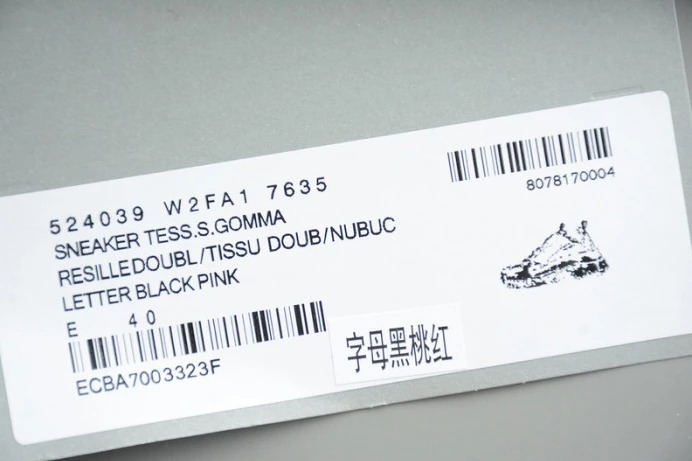 524039 W2FA1 7635
SNEAKER TESS.S.GOMMA
RESILLE DOUBL/TISSU DOUB/NUBUC
LETTER BLACK PINK
E 40
ECBA7003323F
8078170004
字母黑桃红